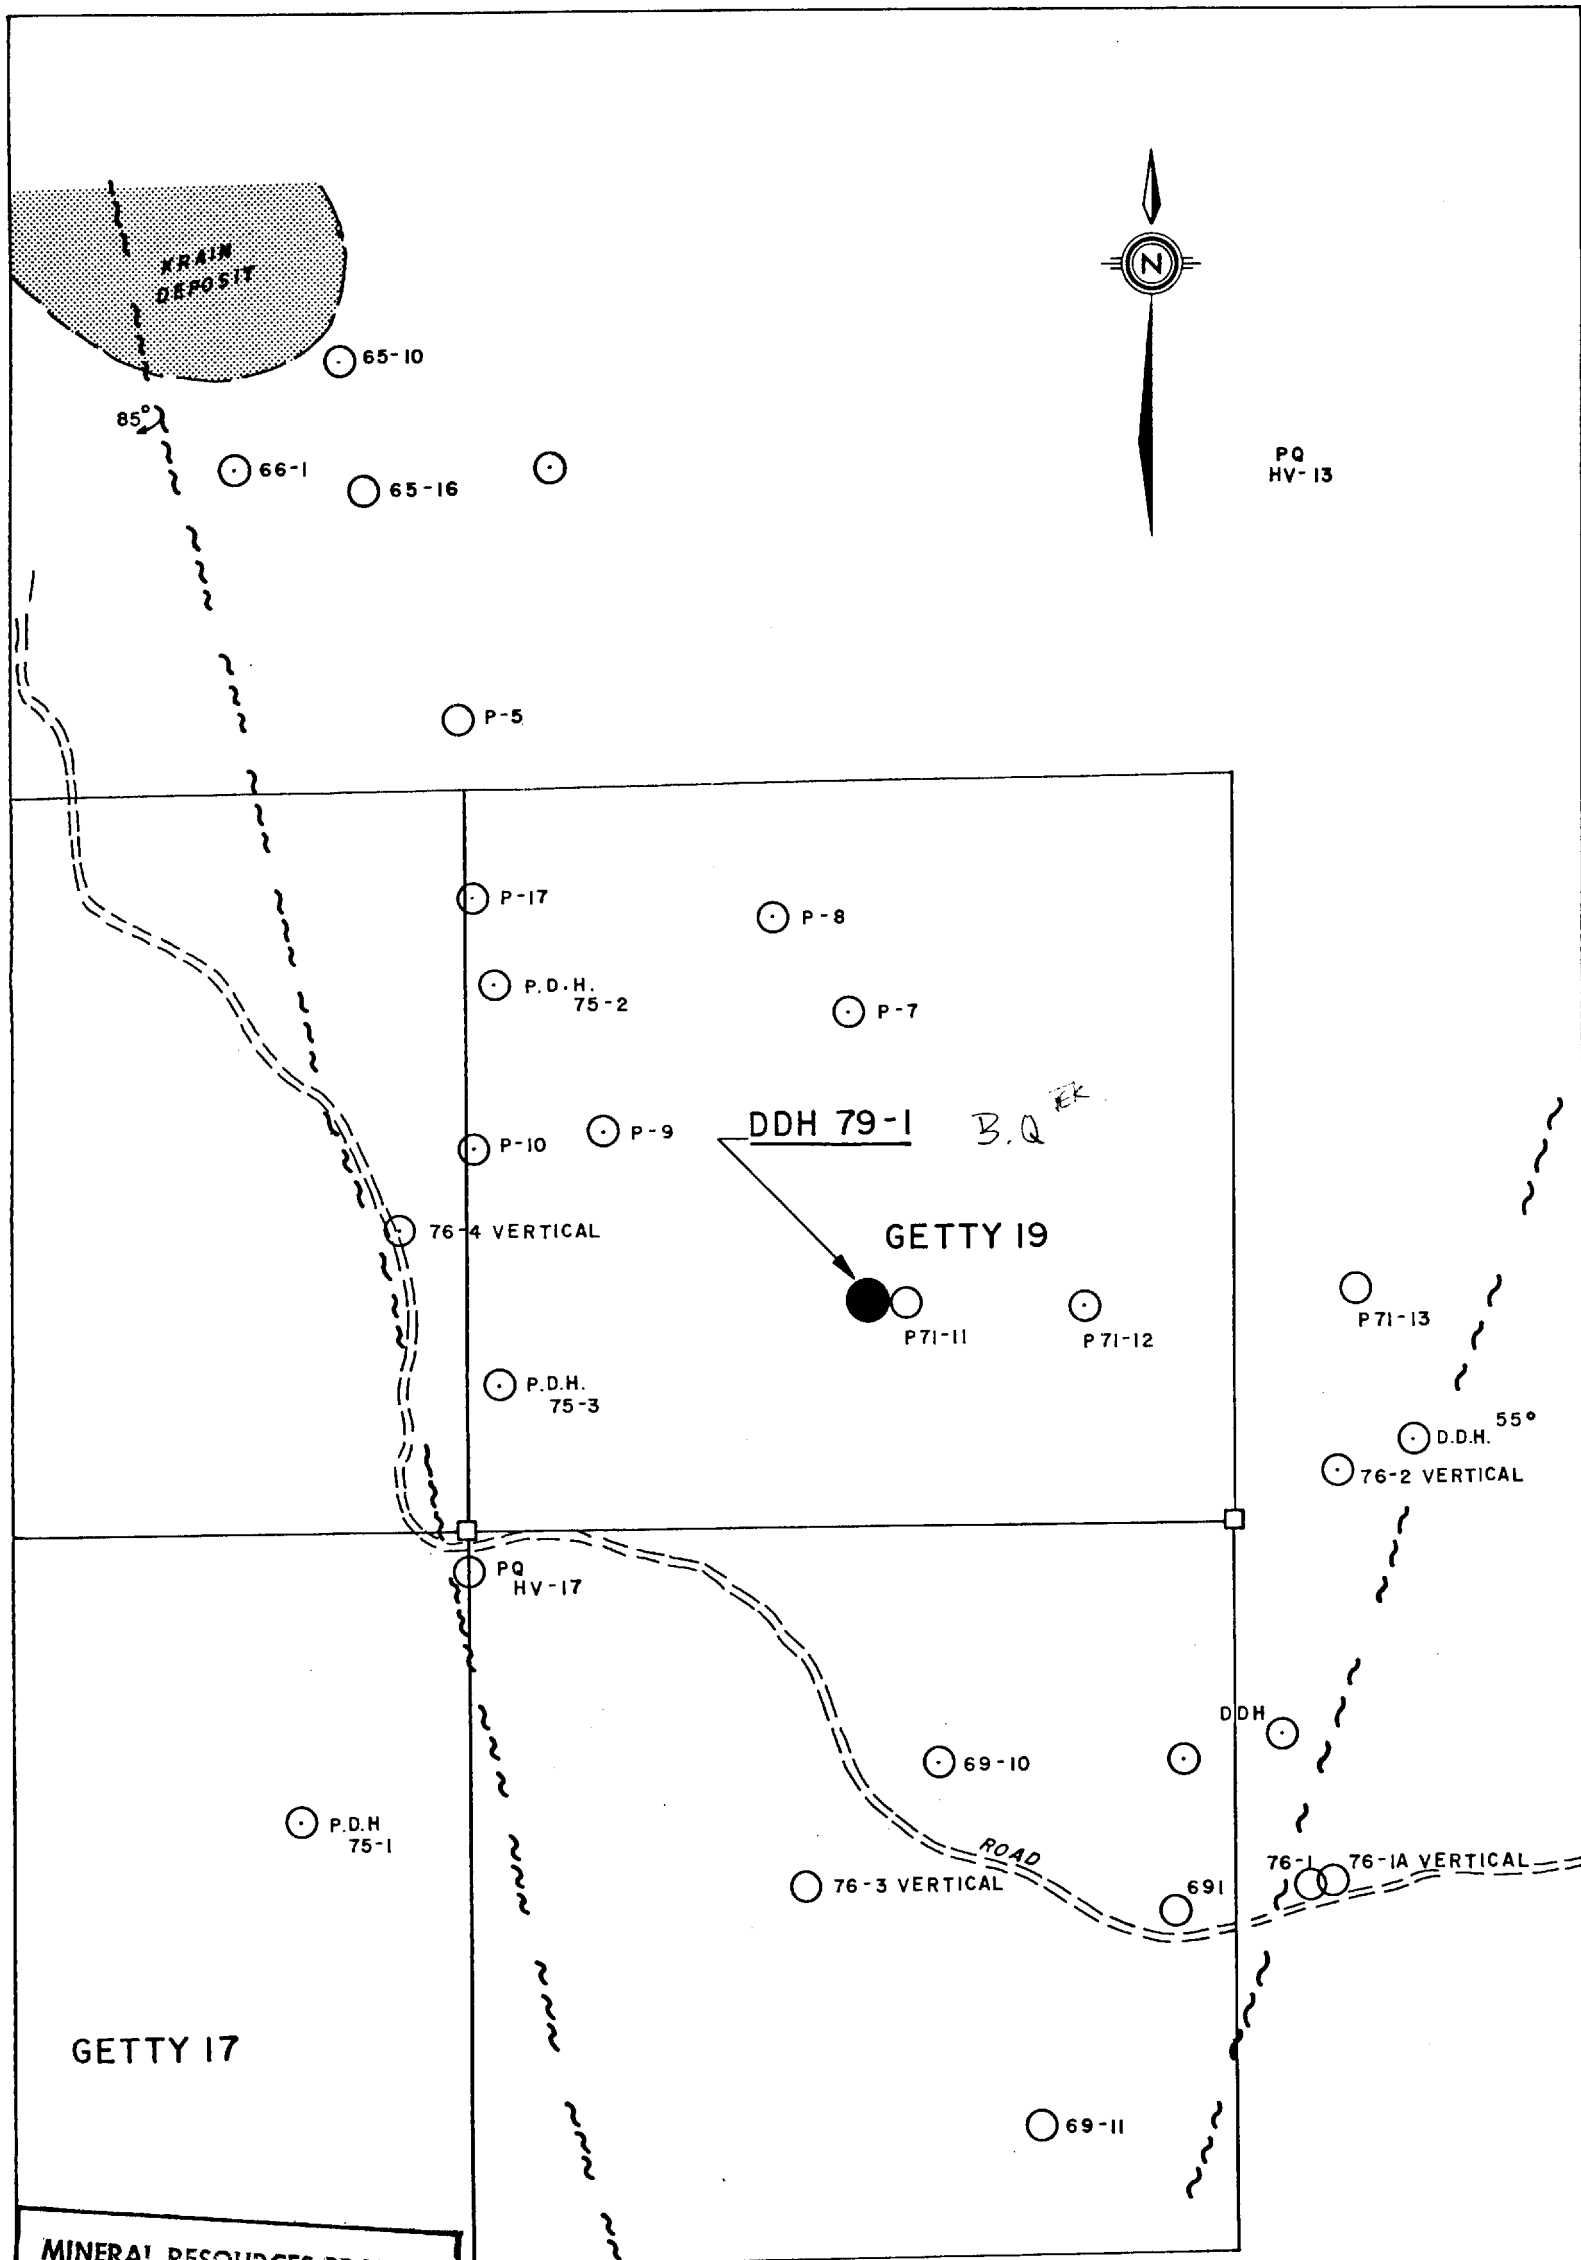 KRAIN
DEPOSIT
N
65-10
85°
66-1
65-16
PQ
HV-13
P-5
P-17
P-8
P.D.H.
75-2
P-7
DDH 79-1
B.Q
P-10
P-9
76-4 VERTICAL
GETTY 19
P71-11
P71-12
P71-13
P.D.H.
75-3
D.D.H. 55°
76-2 VERTICAL
PQ
HV-17
DDH
69-10
P.D.H
75-1
ROAD
76-1
76-1A VERTICAL
76-3 VERTICAL
691
GETTY 17
69-11
MINERAL RESOURCES